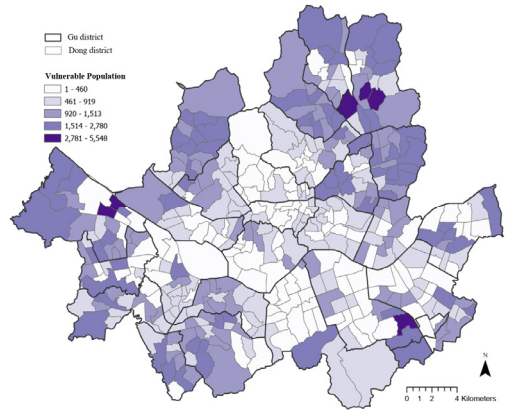 Gu district
Dong district
Vulnerable Population
1 - 460
461 - 919
920 - 1,513
1,514 - 2,780
2,781 - 5,548
N
0 1 2 4 Kilometers